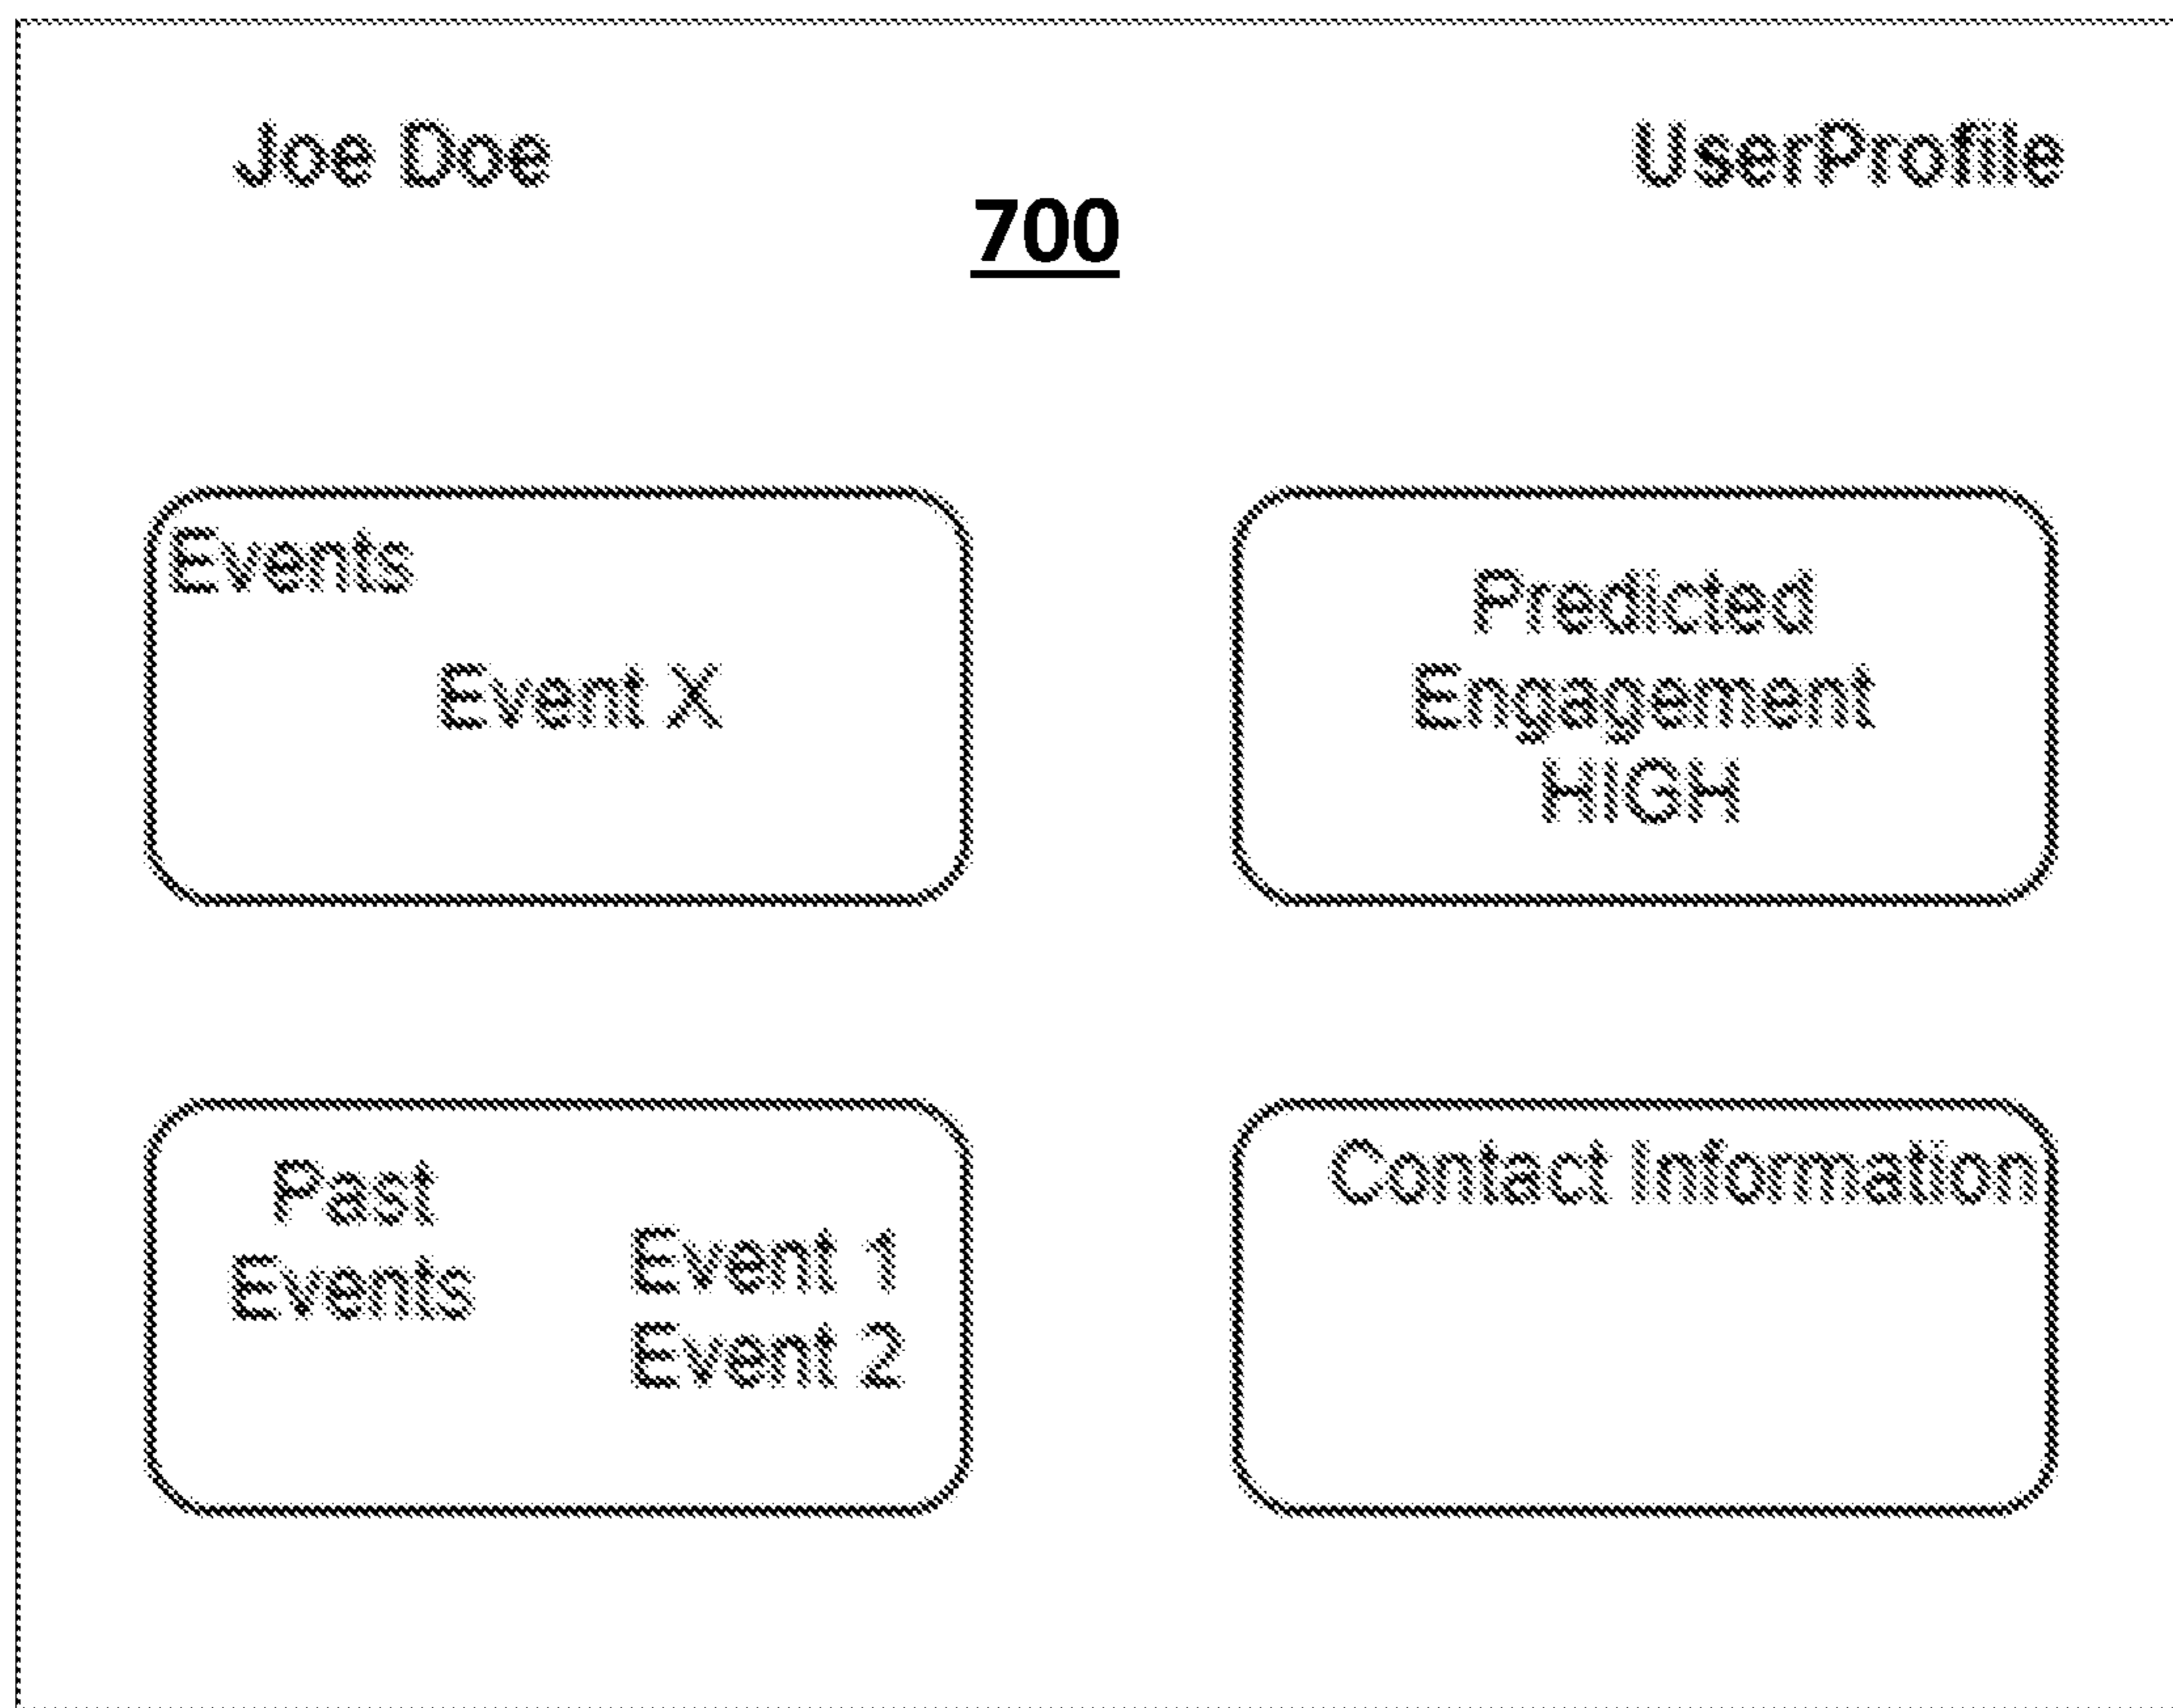 Joe Doe
UserProfile
700
Events
Event X
Predicted
Engagement
HIGH
Past
Events
Event 1
Event 2
Contact Information